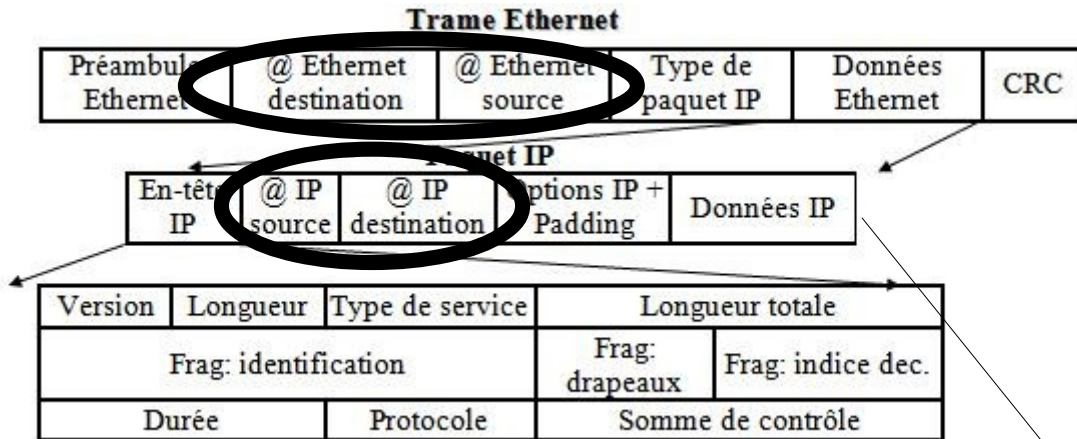 Trame Ethernet
Préambule @ Ethernet @ Ethernet Type de Données CRC
Ethernet destination source paquet IP Ethernet
Paquet IP
En-tête @ IP @ IP Options IP + Données IP
IP source destination Padding
Version Longueur Type de service Longueur totale
Frag: identification Frag: drapeaux Frag: indice dec.
Durée Protocole Somme de contrôle